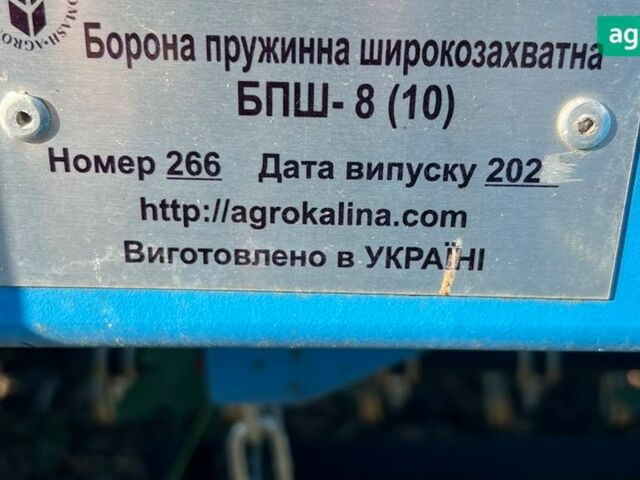 Борона пружинна широкозахватна
БПШ- 8 (10)
Номер 266 Дата випуску 202
http://agrokalina.com
Виготовлено в УКРАЇНІ